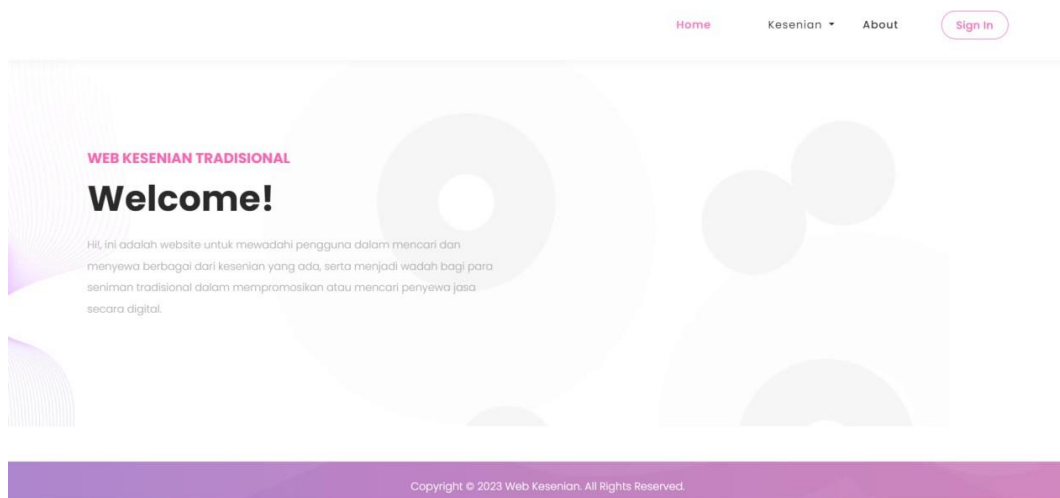 Home Kesenian About Sign In
WEB KESENIAN TRADISIONAL
Welcome!
Hi!, ini adalah website untuk mewadahi pengguna dalam mencari dan
menyewa berbagai dari kesenian yang ada, serta menjadi wadah bagi para
seniman tradisional dalam mempromosikan atau mencari penyewa jasa
secara digital.
Copyright © 2023 Web Kesenian. All Rights Reserved.